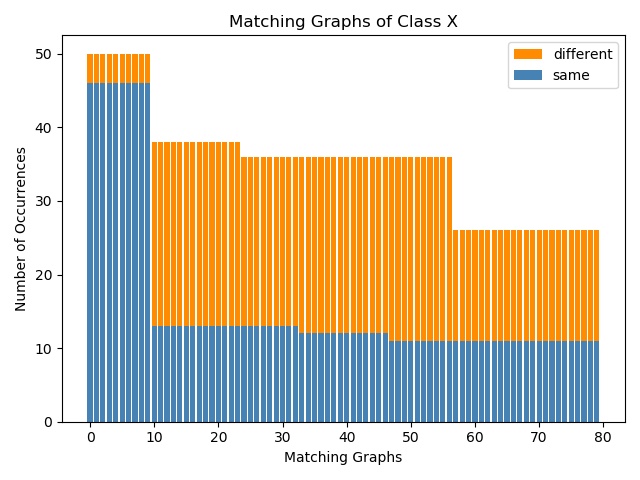 Matching Graphs of Class X
different
same
Number of Occurrences
50
40
30
20
10
0
0 10 20 30 40 50 60 70 80
Matching Graphs